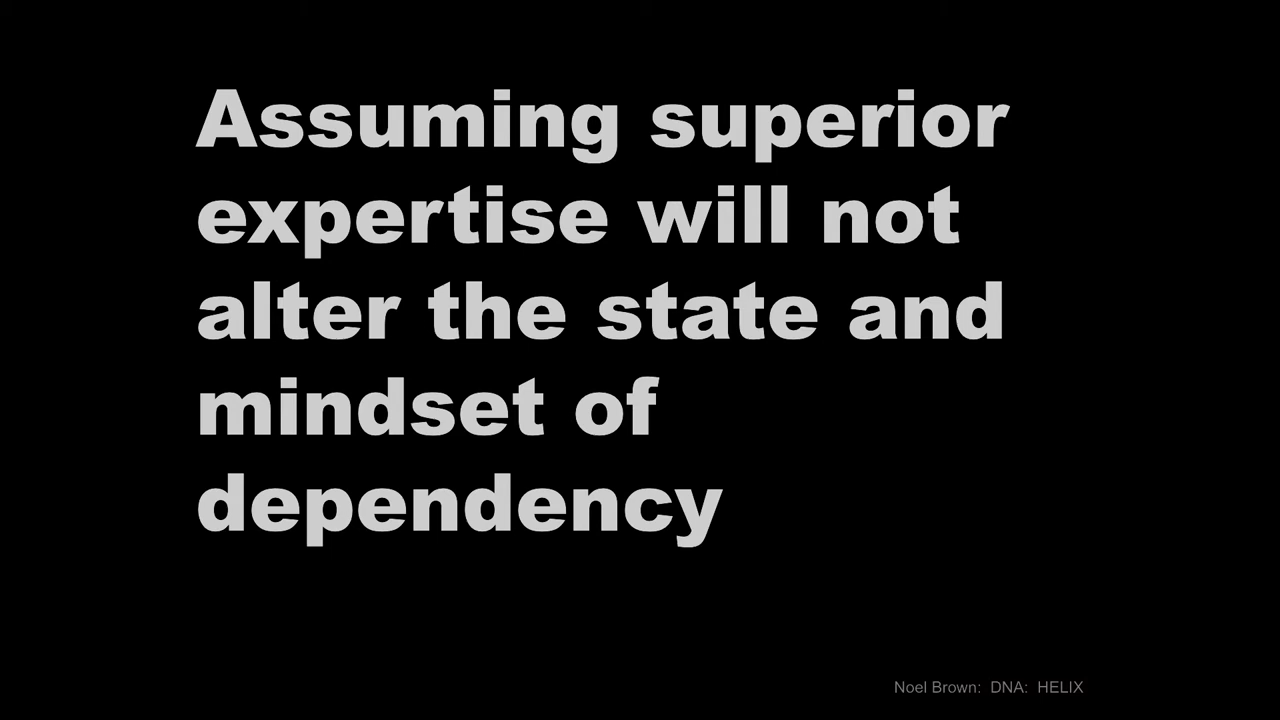 Assuming superior
expertise will not
alter the state and
mindset of
dependency
Noel Brown: DNA: HELIX